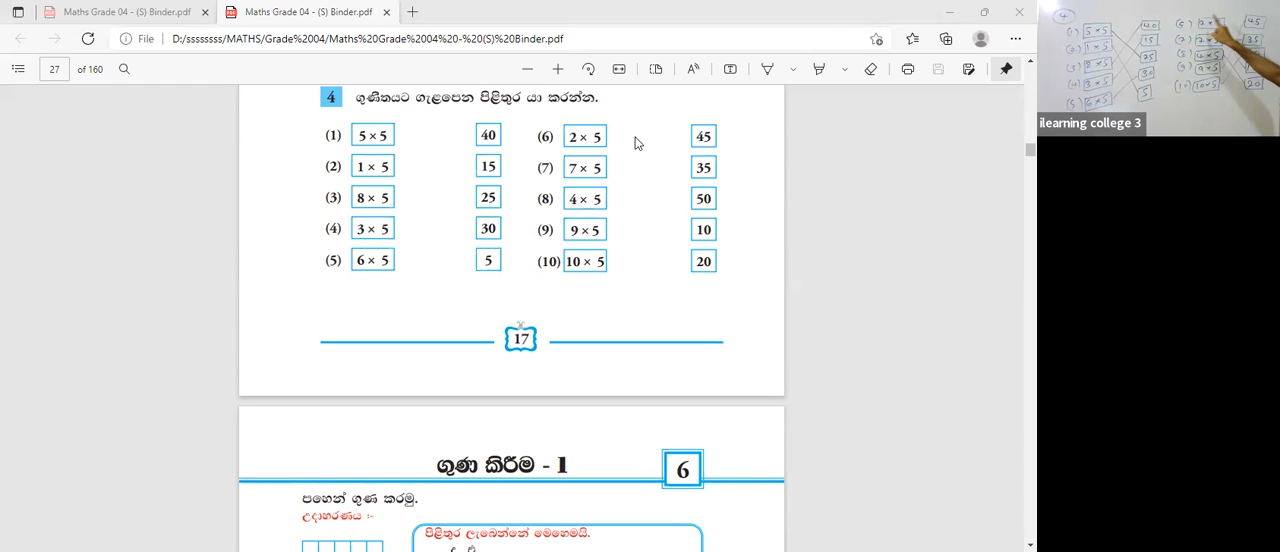 Maths Grade 04 - (S) Binder.pdf
Maths Grade 04 - (S) Binder.pdf
File
D:/ssssssss/MATHS/Grade%2004/Maths%20Grade%2004%20-%20(S)%20Binder.pdf
27 of 160
4 ගුණිතයට ගැළපෙන පිළිතුර යා කරන්න.
(1) 5 × 5 40 (6) 2 × 5 45
(2) 1 × 5 15 (7) 7 × 5 35
(3) 8 × 5 25 (8) 4 × 5 50
(4) 3 × 5 30 (9) 9 × 5 10
(5) 6 × 5 5 (10) 10 × 5 20
17
ගුණ කිරීම - 1 6
පහෙන් ගුණ කරමු.
උදාහරණය :-
පිළිතුර ලැබෙන්නේ මෙහෙමයි.
ilearning college 3